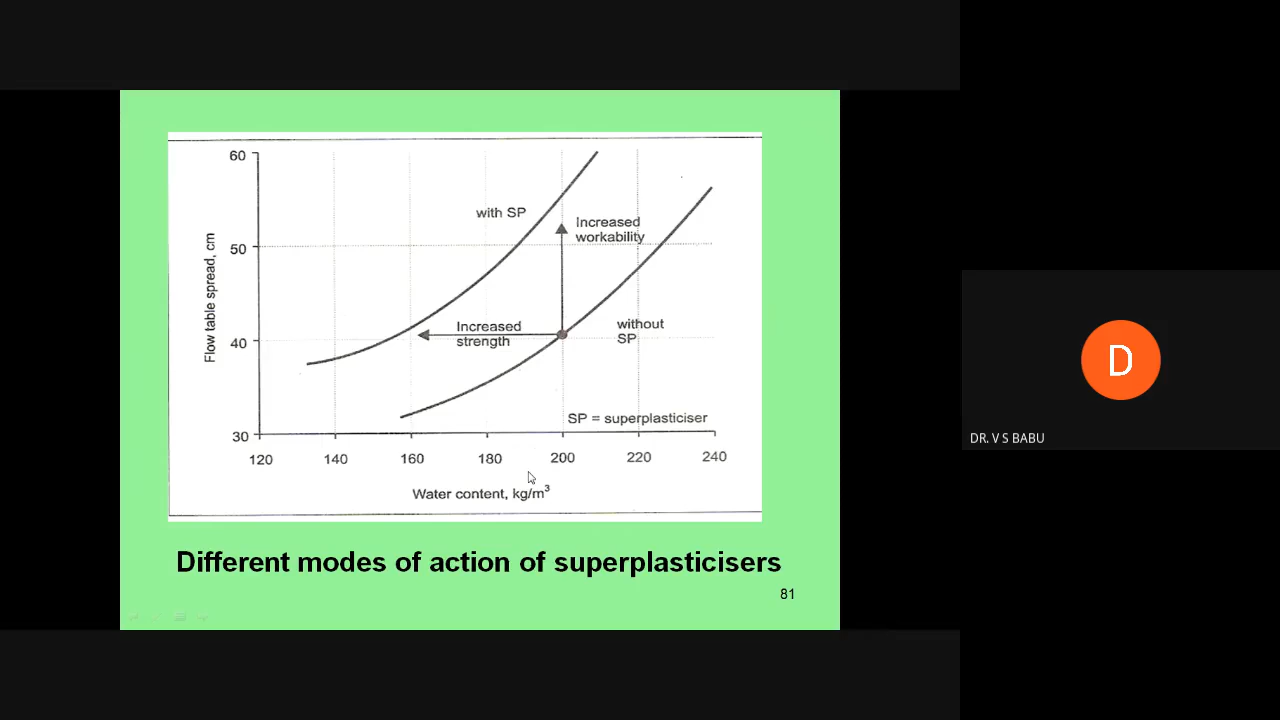 60
50
40
30
Flow table spread, cm
with SP
Increased
workability
Increased
strength
without
SP
SP = superplasticiser
120 140 160 180 200 220 240
Water content, kg/m³
Different modes of action of superplasticisers
81
D
DR. V S BABU